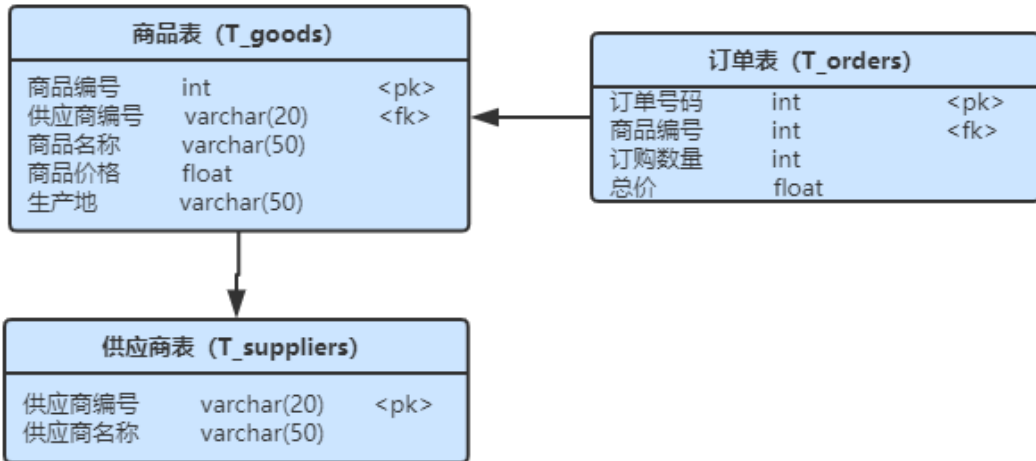 商品表（T_goods）
商品编号 int <pk>
供应商编号 varchar(20) <fk>
商品名称 varchar(50)
商品价格 float
生产地 varchar(50)
订单表（T_orders）
订单号码 int <pk>
商品编号 int <fk>
订购数量 int
总价 float
供应商表（T_suppliers）
供应商编号 varchar(20) <pk>
供应商名称 varchar(50)